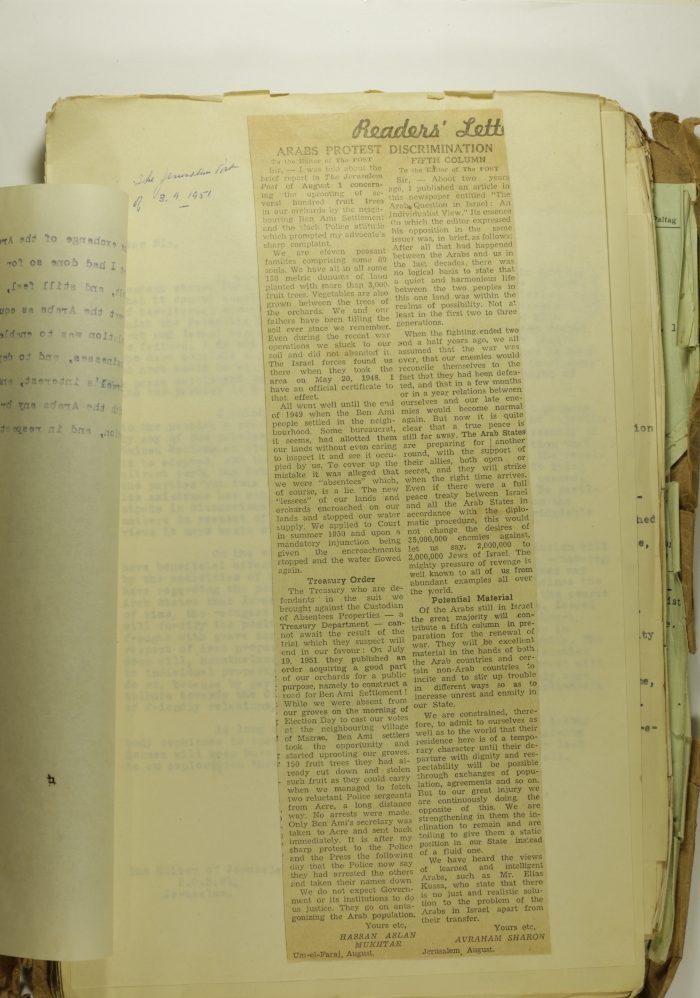 The Jerusalem Post
of 3.9.1951
Readers' Lett
ARABS PROTEST DISCRIMINATION
To the Editor of The POST
Sir, — I was told about the
brief report in The Jerusalem
Post of August 1 concern-
ing the uprooting of se-
veral hundred fruit trees
in our orchards by the neigh-
bouring Ben Ami Settlement
and the slack Police attitude
which prompted my advocate's
sharp complaint.
We are eleven peasant
families comprising some 89
souls. We have all in all some
150 metric dunums of land
planted with more than 3,000
fruit trees. Vegetables are also
grown between the trees of
the orchards. We and our
fathers have been tilling the
soil ever since we remember.
Even during the recent war
operations we stuck to our
soil and did not abandon it.
The Israel forces found us
there when they took the
area on May 20, 1948. I
have an official certificate to
that effect.
All went well until the end
of 1949 when the Ben Ami
people settled in the neigh-
bourhood. Some bureaucrat,
it seems, had allotted them
our lands without even caring
to inspect it and see it occu-
pied by us. To cover up the
mistake it was alleged that
we were "absentees" which,
of course, is a lie. The new
"lessees" of our lands and
orchards encroached on our
lands and stopped our water
supply. We applied to Court
in summer 1950 and upon a
mandatory injunction being
given the encroachments
stopped and the water flowed
again.
Treasury Order
The Treasury who are de-
fendants in the suit we
brought against the Custodian
of Absentees Properties — a
Treasury Department — can-
not await the result of the
trial which they suspect will
end in our favour: On July
19, 1951 they published an
order acquiring a good part
of our orchards for a public
purpose, namely to construct a
road for Ben Ami Settlement!
While we were absent from
our groves on the morning of
Election Day to cast our votes
at the neighbouring village
of Mazraa, Ben Ami settlers
took the opportunity and
started uprooting our groves.
150 fruit trees they had al-
ready cut down and stolen
such fruit as they could carry
when we managed to fetch
two reluctant Police sergeants
from Acre, a long distance
way. No arrests were made.
Only Ben Ami's secretary was
taken to Acre and sent back
immediately. It is after my
sharp protest to the Police
and the Press the following
day that the Police now say
they had arrested the others
and taken their names down
We do not expect Govern-
ment or its institutions to do
us justice. They go on anta-
gonizing the Arab population.
Yours etc,
HASSAN ASLAN
MUKHTAR
Um-el-Faraj, August.
FIFTH COLUMN
To the Editor of The POST
Sir, — About two years
ago, I published an article in
this newspaper entitled "The
Arab Question in Israel: An
Individualist View." Its essence
(to which the editor expressed
his opposition in the same
issue) was, in brief, as follows:
After all that had happened
between the Arabs and us in
the last decades, there was
no logical basis to state that
a quiet and harmonious life
between the two peoples in
this one land was within the
realms of possibility. Not at
least in the first two to three
generations.
When the fighting ended two
and a half years ago, we all
assumed that the war was
over, that our enemies would
reconcile themselves to the
fact that they had been defea-
ted, and that in a few months
or in a year relations between
ourselves and our late ene-
mies would become normal
again. But now it is quite
clear that a true peace is
still far away. The Arab States
are preparing for another
round, with the support of
their allies, both open or
secret, and they will strike
when the right time arrives.
Even if there were a full
peace treaty between Israel
and all the Arab States in
accordance with the diplo-
matic procedure, this would
not change the desires of
25,000,000 enemies against,
let us say, 2,000,000 to
3,000,000 Jews of Israel. The
mighty pressure of revenge is
well known to all of us from
abundant examples all over
the world.
Potential Material
Of the Arabs still in Israel
the great majority will con-
tribute a fifth column in pre-
paration for the renewal of
war. They will be excellent
material in the hands of both
the Arab countries and cer-
tain non-Arab countries to
incite and to stir up trouble
in different ways so as to
increase unrest and enmity in
our State.
We are constrained, there-
fore, to admit to ourselves as
well as to the world that their
residence here is of a tempo-
rary character until their de-
parture with dignity and res-
pectability will be possible
through exchanges of popu-
lation, agreements and so on.
But to our great injury we
are continuously doing the
opposite of this. We are
strengthening in them the in-
clination to remain and are
toiling to give them a static
position in our State instead
of a fluid one.
We have heard the views
of learned and intelligent
Arabs, such as Mr. Elias
Kussa, who state that there
is no just and realistic solu-
tion to the problem of the
Arabs in Israel apart from
their transfer.
Yours etc,
AVRAHAM SHARON
Jerusalem, August.